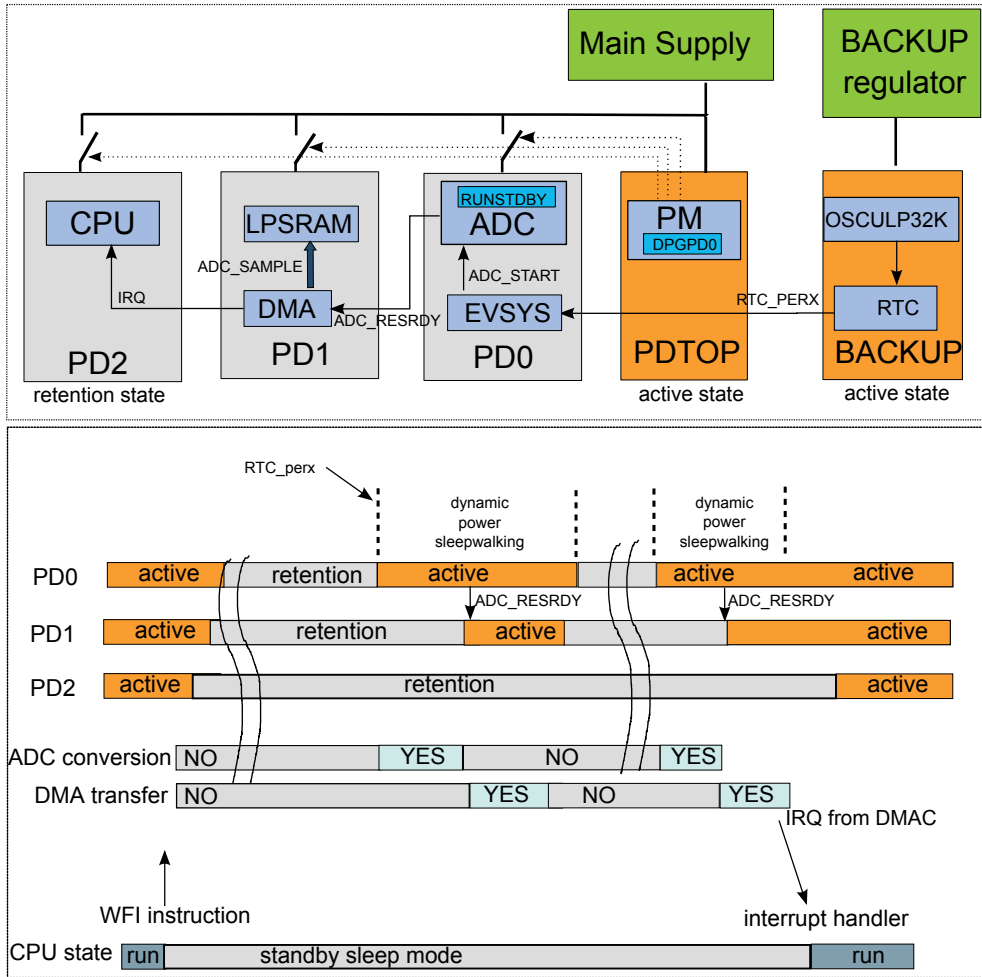 Main Supply
BACKUP
regulator
CPU
LPSRAM
RUNSTDBY
ADC
PM
DPGPD0
OSCULP32K
ADC_SAMPLE
ADC_START
IRQ
DMA
ADC_RESRDY
EVSYS
RTC_PERX
RTC
PD2
PD1
PD0
PDTOP
BACKUP
retention state
active state
active state
RTC_perx
dynamic
power
sleepwalking
dynamic
power
sleepwalking
PD0 active retention active active active
ADC_RESRDY ADC_RESRDY
PD1 active retention active active
PD2 active retention active
ADC conversion NO YES NO YES
DMA transfer NO YES NO YES
IRQ from DMAC
WFI instruction
interrupt handler
CPU state run standby sleep mode run